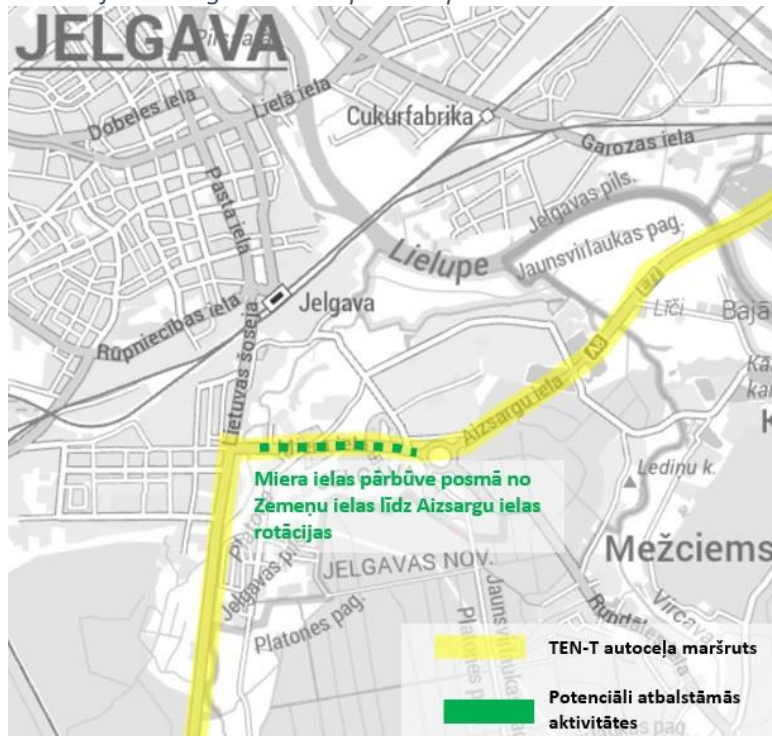 JELGAVA
Dobeles iela
Lielā iela
Cukurfabrika
Garozas iela
Pasta iela
Jelgavas pils.
Jaunsvirlaukas pag.
Lielupe
E77
Līči
Jelgava
Rūpniecības iela
Lietuvas šoseja
A8
Aizsargu iela
Miera ielas pārbūve posmā no
Zemeņu ielas līdz Aizsargu ielas
rotācijas
Lediņu k.
Mežciems
JELGAVAS NOV.
Platones pag.
Vircava
TEN-T autoceļa maršruts
Potenciāli atbalstāmās
aktivitātes